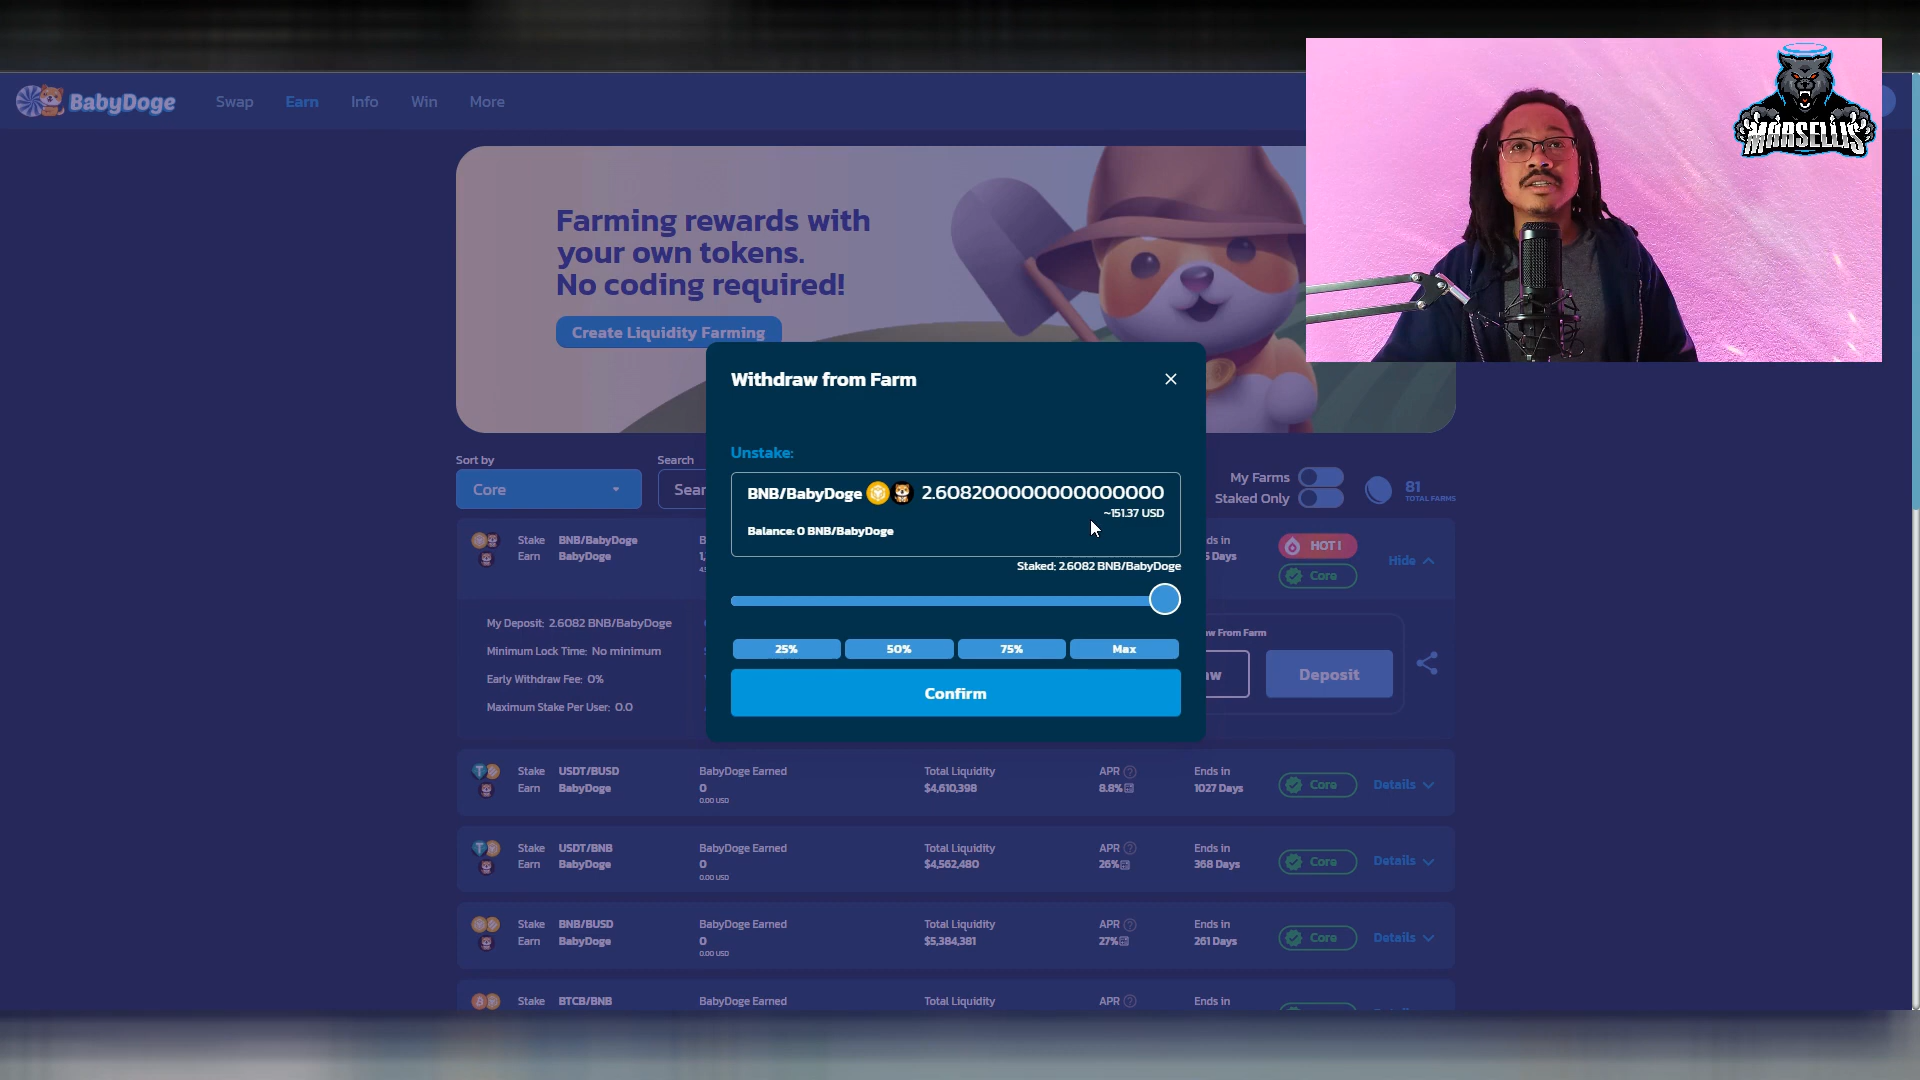 BabyDoge
Swap
Earn
Info
Win
More
MARSELLIS
Farming rewards with
your own tokens.
No coding required!
Create Liquidity Farming
Withdraw from Farm
Unstake:
BNB/BabyDoge 2.608200000000000000
~151.37 USD
Balance: 0 BNB/BabyDoge
Staked: 2.6082 BNB/BabyDoge
25%
50%
75%
Max
Confirm
Sort by
Core
Search
Sear
My Farms
Staked Only
81
TOTAL FARMS
Stake BNB/BabyDoge
Earn BabyDoge
HOT!
Core
Hide
My Deposit: 2.6082 BNB/BabyDoge
Minimum Lock Time: No minimum
Early Withdraw Fee: 0%
Maximum Stake Per User: 0.0
aw From Farm
aw
Deposit
Stake USDT/BUSD BabyDoge Earned Total Liquidity APR Ends in
Earn BabyDoge 0 $4,610,398 8.8% 1027 Days
0.00 USD
Core
Details
Stake USDT/BNB BabyDoge Earned Total Liquidity APR Ends in
Earn BabyDoge 0 $4,562,480 26% 368 Days
0.00 USD
Core
Details
Stake BNB/BUSD BabyDoge Earned Total Liquidity APR Ends in
Earn BabyDoge 0 $5,384,381 27% 261 Days
0.00 USD
Core
Details
Stake BTCB/BNB BabyDoge Earned Total Liquidity APR Ends in